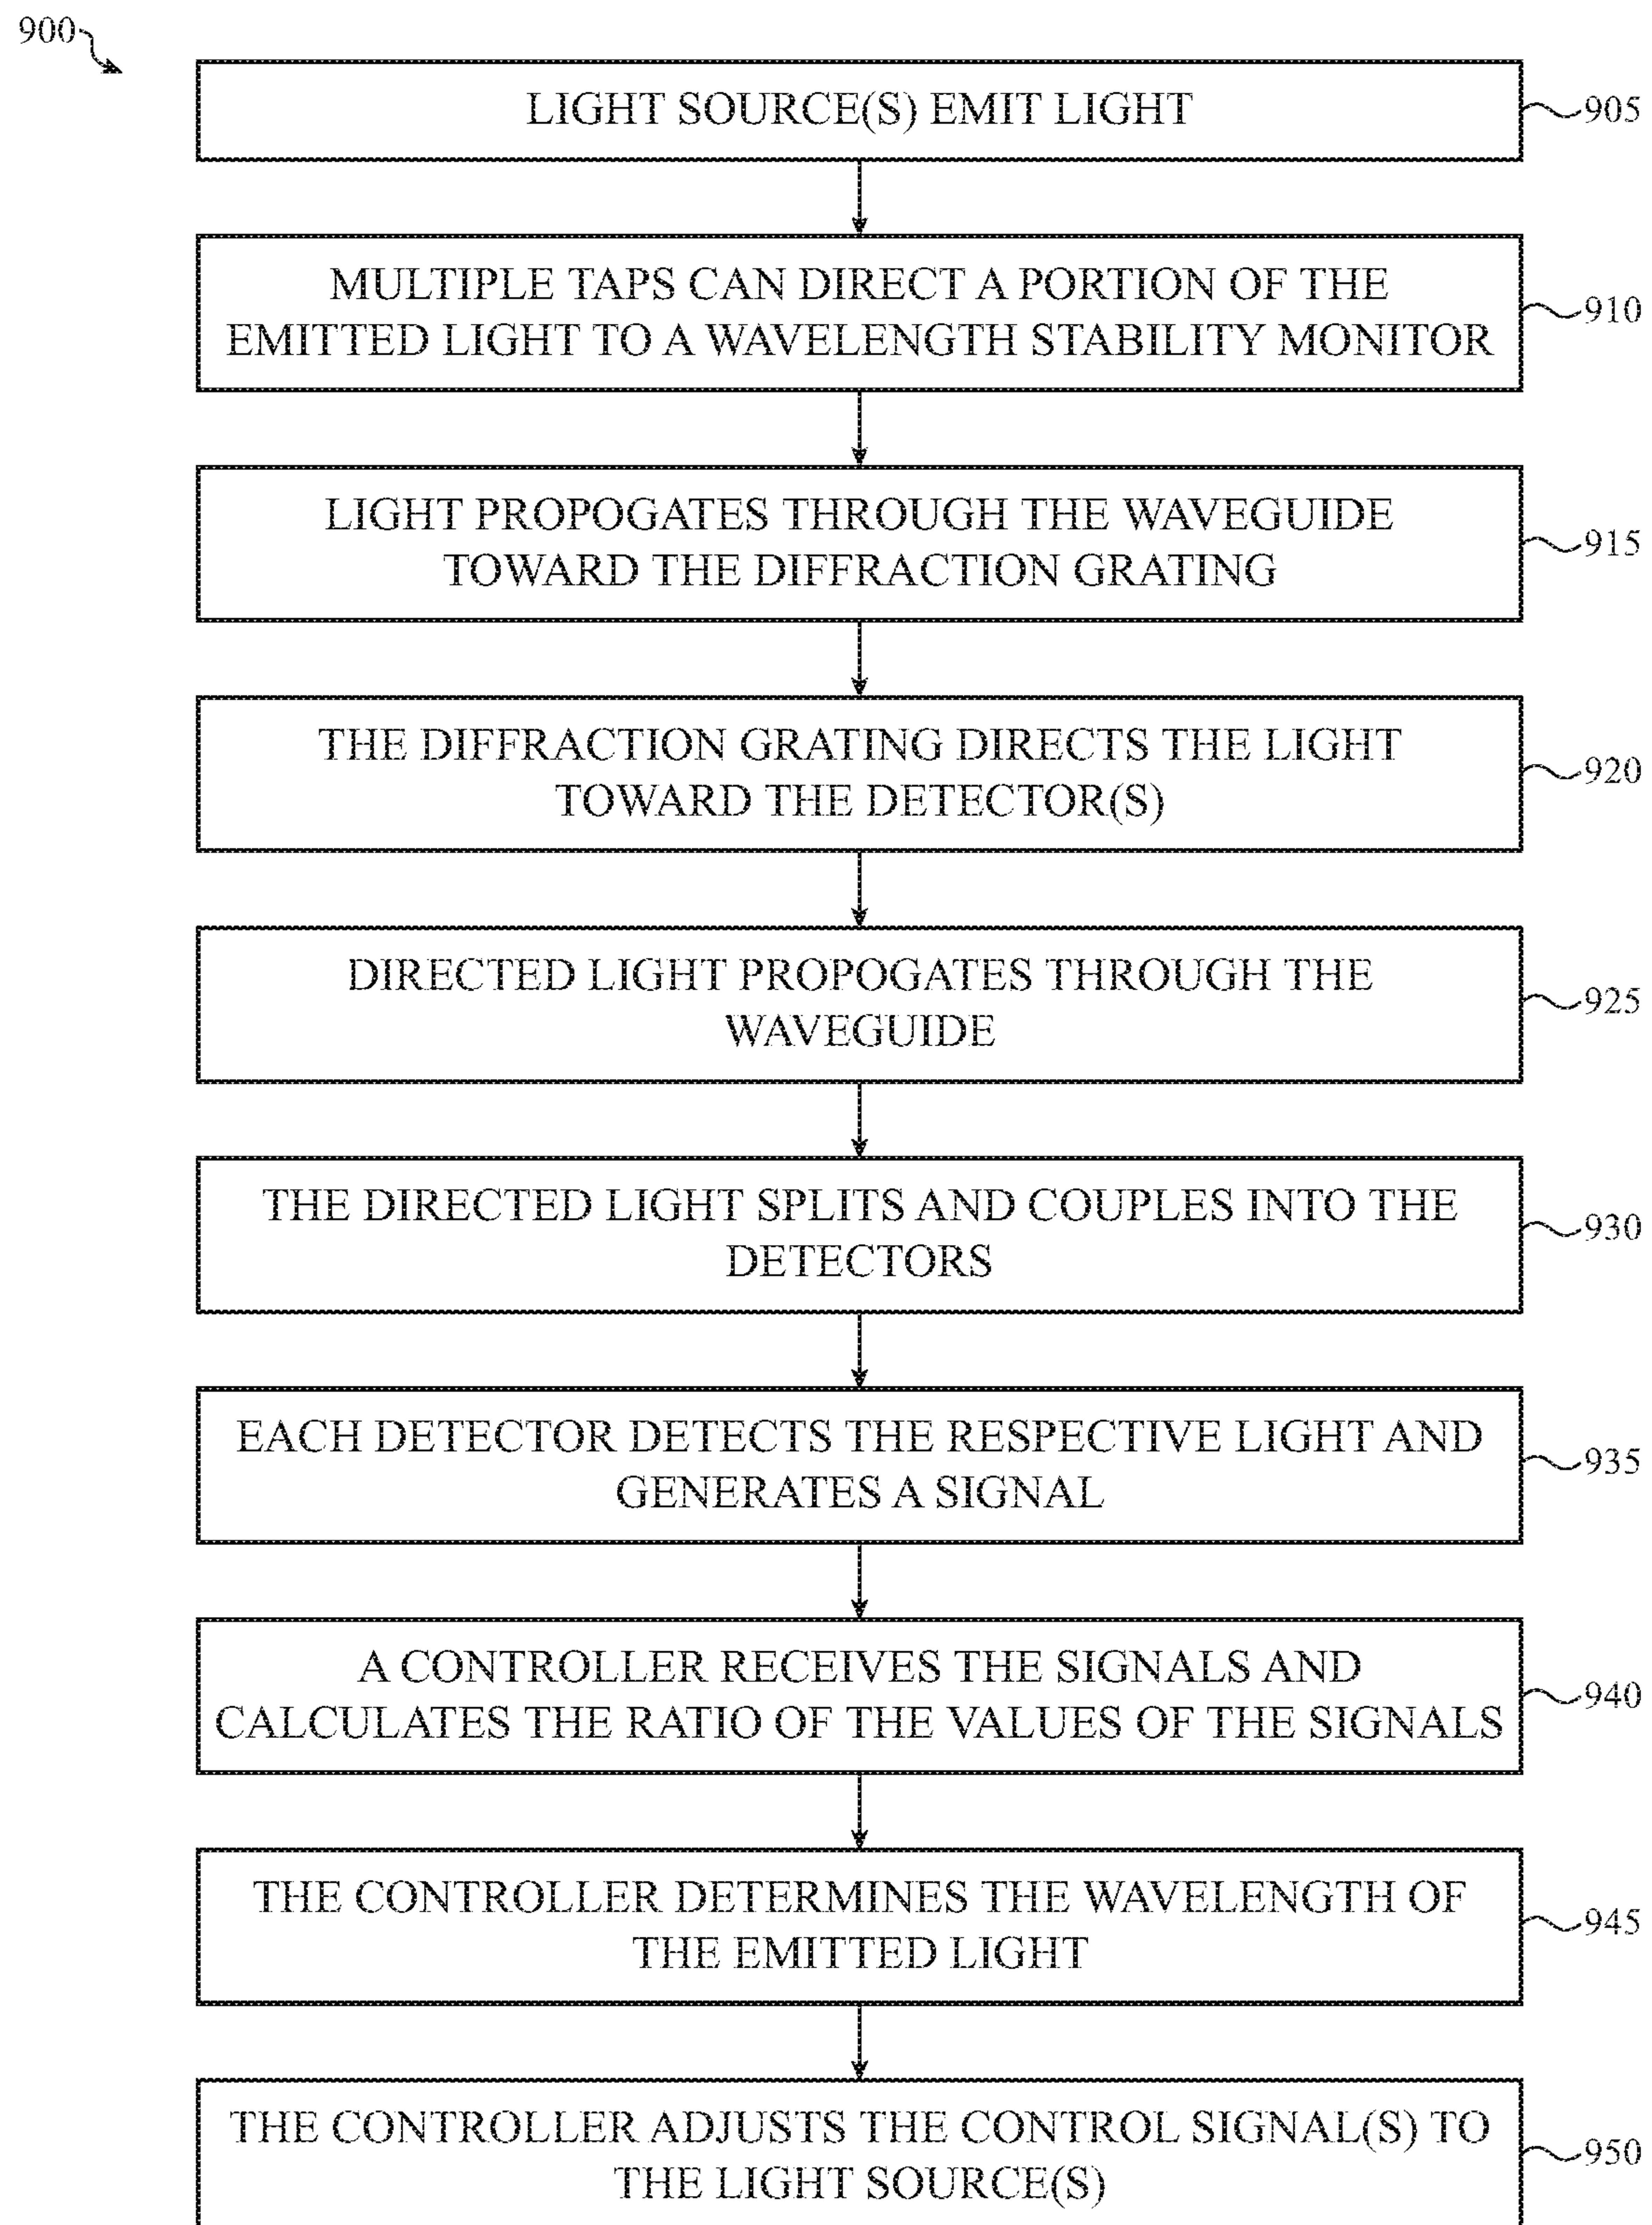 900
LIGHT SOURCE(S) EMIT LIGHT
905
MULTIPLE TAPS CAN DIRECT A PORTION OF THE
EMITTED LIGHT TO A WAVELENGTH STABILITY MONITOR
910
LIGHT PROPOGATES THROUGH THE WAVEGUIDE
TOWARD THE DIFFRACTION GRATING
915
THE DIFFRACTION GRATING DIRECTS THE LIGHT
TOWARD THE DETECTOR(S)
920
DIRECTED LIGHT PROPOGATES THROUGH THE
WAVEGUIDE
925
THE DIRECTED LIGHT SPLITS AND COUPLES INTO THE
DETECTORS
930
EACH DETECTOR DETECTS THE RESPECTIVE LIGHT AND
GENERATES A SIGNAL
935
A CONTROLLER RECEIVES THE SIGNALS AND
CALCULATES THE RATIO OF THE VALUES OF THE SIGNALS
940
THE CONTROLLER DETERMINES THE WAVELENGTH OF
THE EMITTED LIGHT
945
THE CONTROLLER ADJUSTS THE CONTROL SIGNAL(S) TO
THE LIGHT SOURCE(S)
950